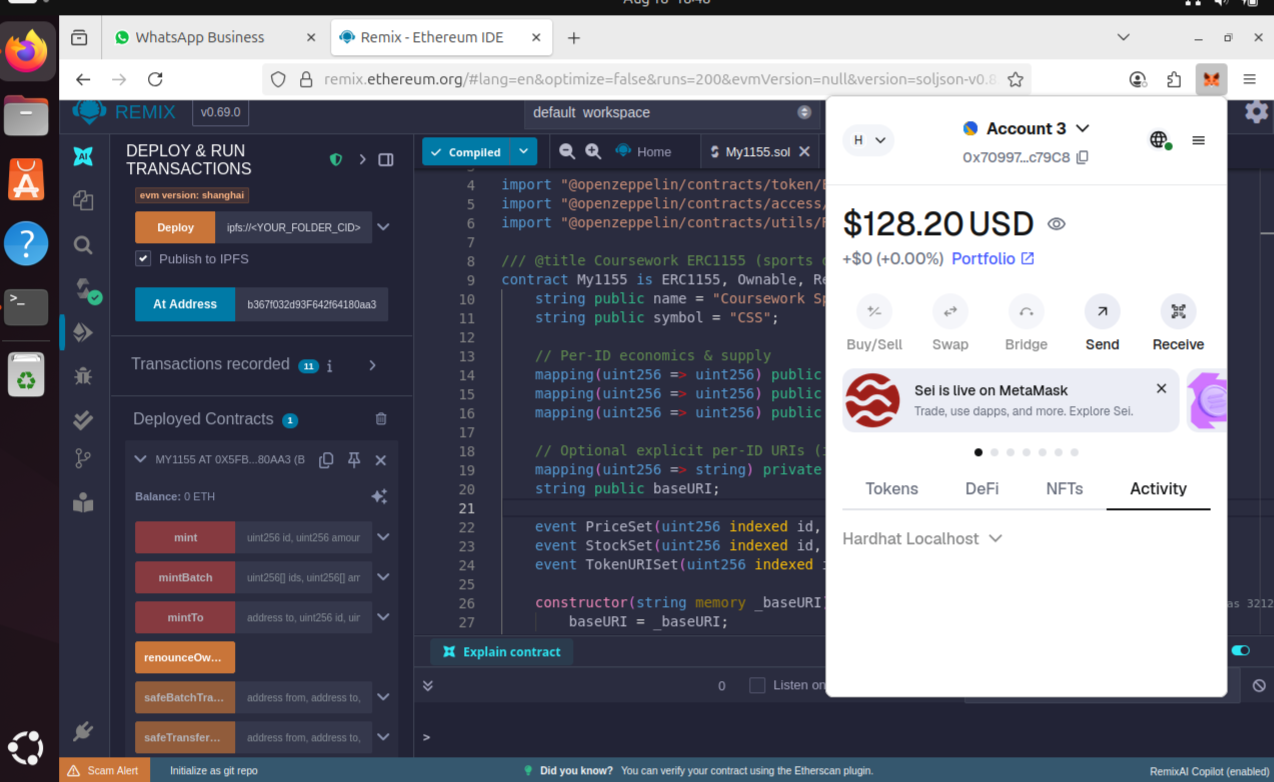 Aug 16 16:46
WhatsApp Business
Remix - Ethereum IDE
remix.ethereum.org/#lang=en&optimize=false&runs=200&evmVersion=null&version=soljson-v0.8
REMIX
v0.69.0
default workspace
DEPLOY & RUN
TRANSACTIONS
evm version: shanghai
Deploy
ipfs://<YOUR_FOLDER_CID>
Publish to IPFS
At Address
b367f032d93F642f64180aa3
Transactions recorded 11 i
Deployed Contracts 1
MY1155 AT 0X5FB...80AA3 (B
Balance: 0 ETH
mint
uint256 id, uint256 amour
mintBatch
uint256[] ids, uint256[] arr
mintTo
address to, uint256 id, uir
renounceOw...
safeBatchTra...
address from, address to,
safeTransfer...
address from, address to,
Compiled
Home
My1155.sol
4 import "@openzeppelin/contracts/token/
5 import "@openzeppelin/contracts/access/
6 import "@openzeppelin/contracts/utils/
7
8 /// @title Coursework ERC1155 (sports
9 contract My1155 is ERC1155, Ownable, Re
10 string public name = "Coursework Sp
11 string public symbol = "CSS";
12
13 // Per-ID economics & supply
14 mapping(uint256 => uint256) public
15 mapping(uint256 => uint256) public
16 mapping(uint256 => uint256) public
17
18 // Optional explicit per-ID URIs (
19 mapping(uint256 => string) private
20 string public baseURI;
21
22 event PriceSet(uint256 indexed id,
23 event StockSet(uint256 indexed id,
24 event TokenURISet(uint256 indexed i
25
26 constructor(string memory _baseURI)
27 baseURI = _baseURI;
as 3212
Explain contract
0
Listen on
>
H
Account 3
0x70997...c79C8
$128.20 USD
+$0 (+0.00%) Portfolio
Buy/Sell
Swap
Bridge
Send
Receive
Sei is live on MetaMask
Trade, use dapps, and more. Explore Sei.
Tokens
DeFi
NFTs
Activity
Hardhat Localhost
Scam Alert
Initialize as git repo
Did you know? You can verify your contract using the Etherscan plugin.
RemixAI Copilot (enabled)